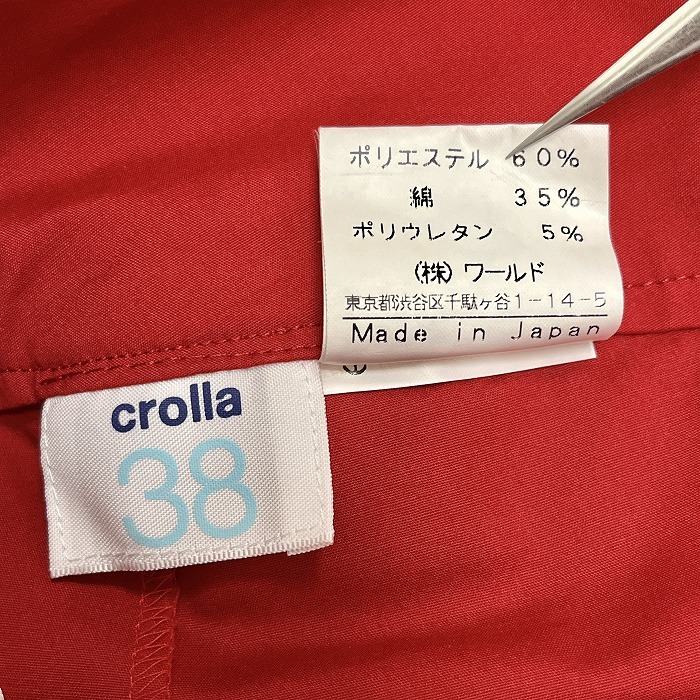 ポリエステル 60%
綿 35%
ポリウレタン 5%
(株) ワールド
東京都渋谷区千駄ヶ谷1-14-5
Made in Japan
crolla
38